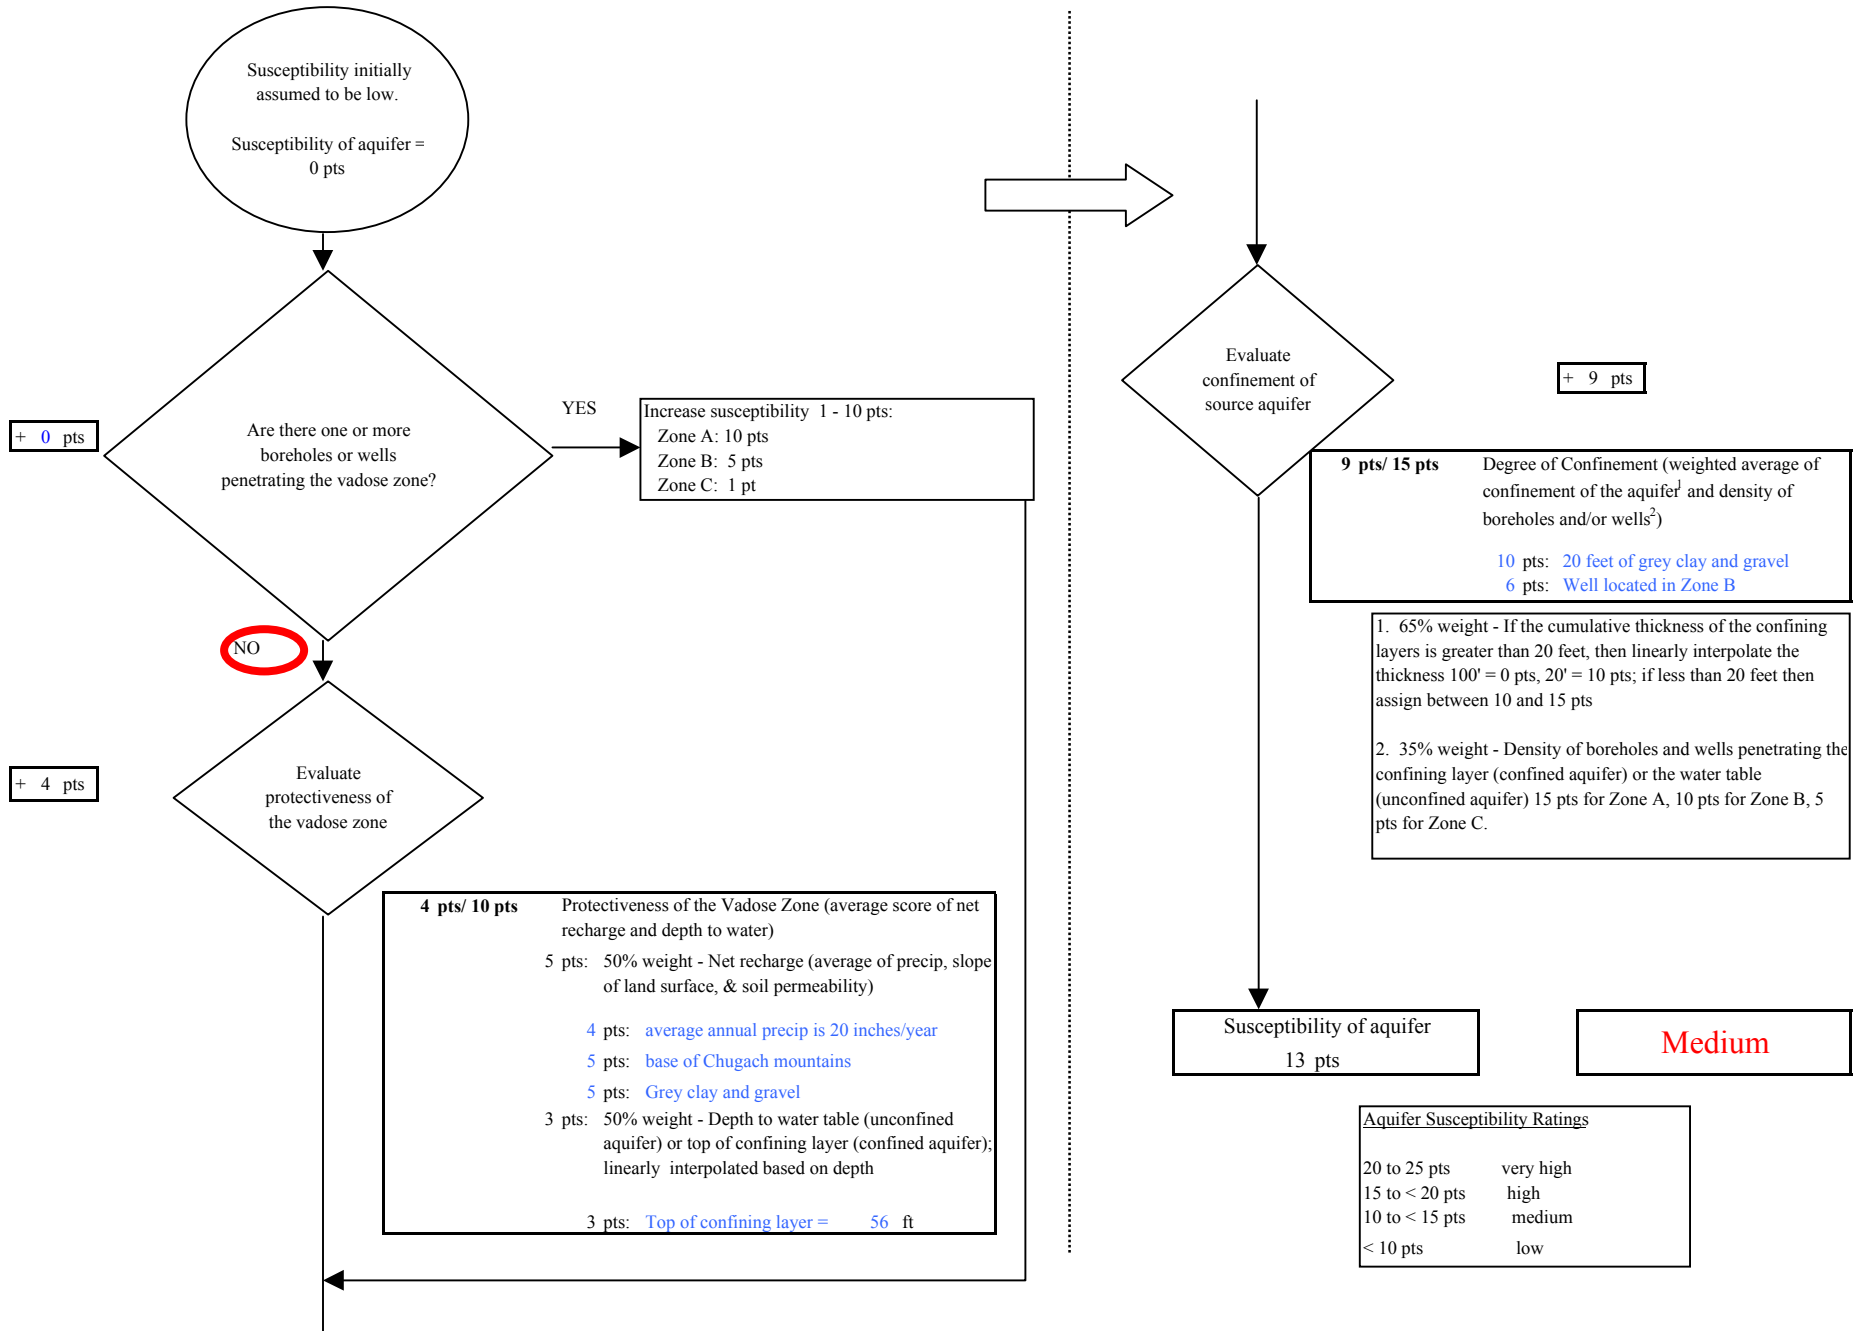 Susceptibility initially
assumed to be low.
Susceptibility of aquifer =
0 pts
Are there one or more
boreholes or wells
penetrating the vadose zone?
+ 0 pts
YES
Increase susceptibility 1 - 10 pts:
Zone A: 10 pts
Zone B: 5 pts
Zone C: 1 pt
NO
+ 4 pts
Evaluate
protectiveness of
the vadose zone
4 pts/ 10 pts Protectiveness of the Vadose Zone (average score of net
recharge and depth to water)
5 pts: 50% weight - Net recharge (average of precip, slope
of land surface, & soil permeability)
4 pts: average annual precip is 20 inches/year
5 pts: base of Chugach mountains
5 pts: Grey clay and gravel
3 pts: 50% weight - Depth to water table (unconfined
aquifer) or top of confining layer (confined aquifer);
linearly interpolated based on depth
3 pts: Top of confining layer = 56 ft
Evaluate
confinement of
source aquifer
+ 9 pts
9 pts/ 15 pts Degree of Confinement (weighted average of
confinement of the aquifer1 and density of
boreholes and/or wells2)
10 pts: 20 feet of grey clay and gravel
6 pts: Well located in Zone B
1. 65% weight - If the cumulative thickness of the confining
layers is greater than 20 feet, then linearly interpolate the
thickness 100' = 0 pts, 20' = 10 pts; if less than 20 feet then
assign between 10 and 15 pts
2. 35% weight - Density of boreholes and wells penetrating the
confining layer (confined aquifer) or the water table
(unconfined aquifer) 15 pts for Zone A, 10 pts for Zone B, 5
pts for Zone C.
Susceptibility of aquifer
13 pts
Medium
Aquifer Susceptibility Ratings
20 to 25 pts very high
15 to < 20 pts high
10 to < 15 pts medium
< 10 pts low